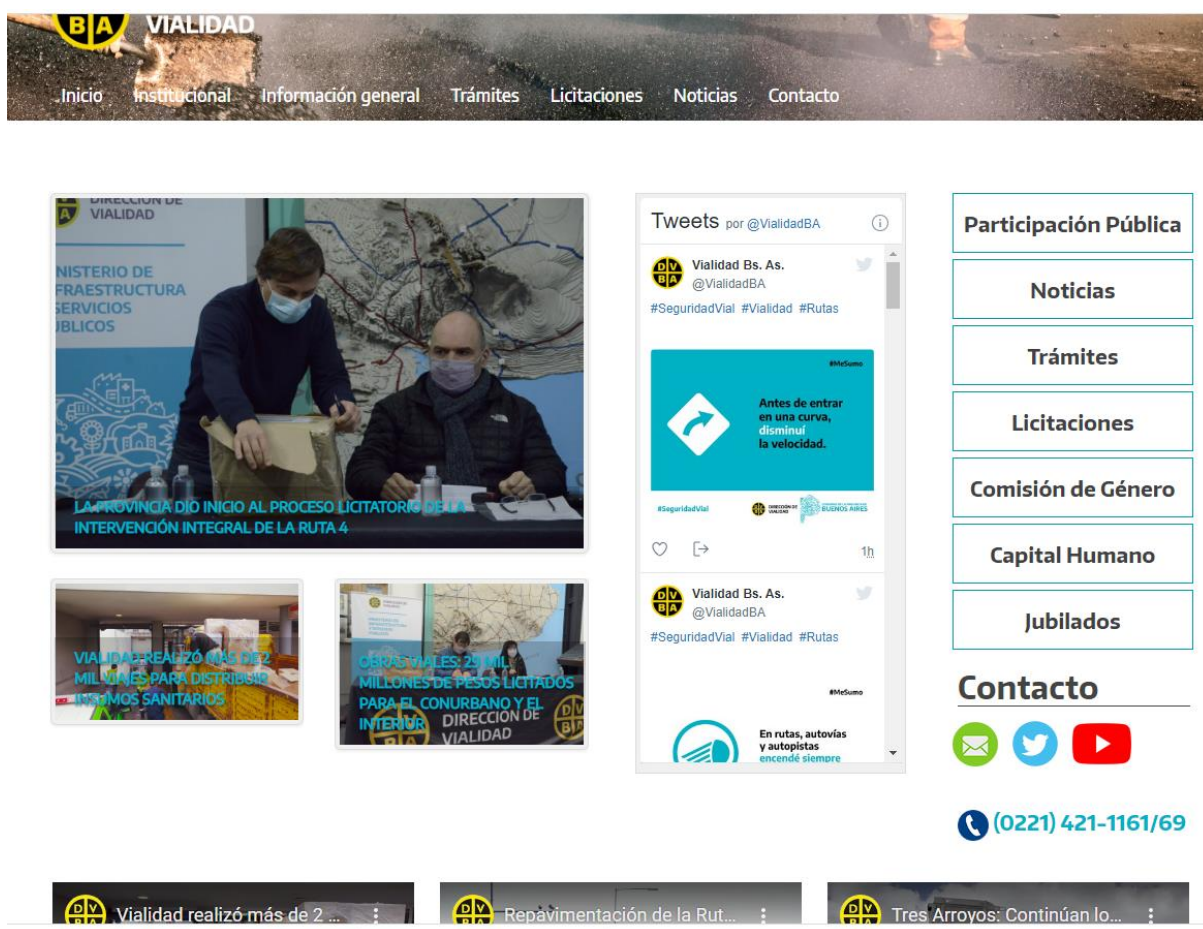 B A VIALIDAD
Inicio Institucional Información general Trámites Licitaciones Noticias Contacto
DIRECCIÓN DE
VIALIDAD
LA PROVINCIA DIO INICIO AL PROCESO LICITATORIO DE LA
INTERVENCIÓN INTEGRAL DE LA RUTA 4
VIALIDAD REALIZÓ MÁS DE 2
MIL VIAJES PARA DISTRIBUIR
INSUMOS SANITARIOS
OBRAS VIALES: 29 MIL
MILLONES DE PESOS LICITADOS
PARA EL CONURBANO Y EL
INTERIOR
DIRECCIÓN DE
VIALIDAD
Tweets por @VialidadBA
Vialidad Bs. As.
@VialidadBA
#SeguridadVial #Vialidad #Rutas
#MeSumo
Antes de entrar
en una curva,
disminuí
la velocidad.
#SeguridadVial DIRECCIÓN DE VIALIDAD BUENOS AIRES
1h
Vialidad Bs. As.
@VialidadBA
#SeguridadVial #Vialidad #Rutas
#MeSumo
En rutas, autovías
y autopistas
encendé siempre
Participación Pública
Noticias
Trámites
Licitaciones
Comisión de Género
Capital Humano
Jubilados
Contacto
(0221) 421-1161/69
Vialidad realizó más de 2 ...
Repavimentación de la Rut...
Tres Arroyos: Continúan lo...